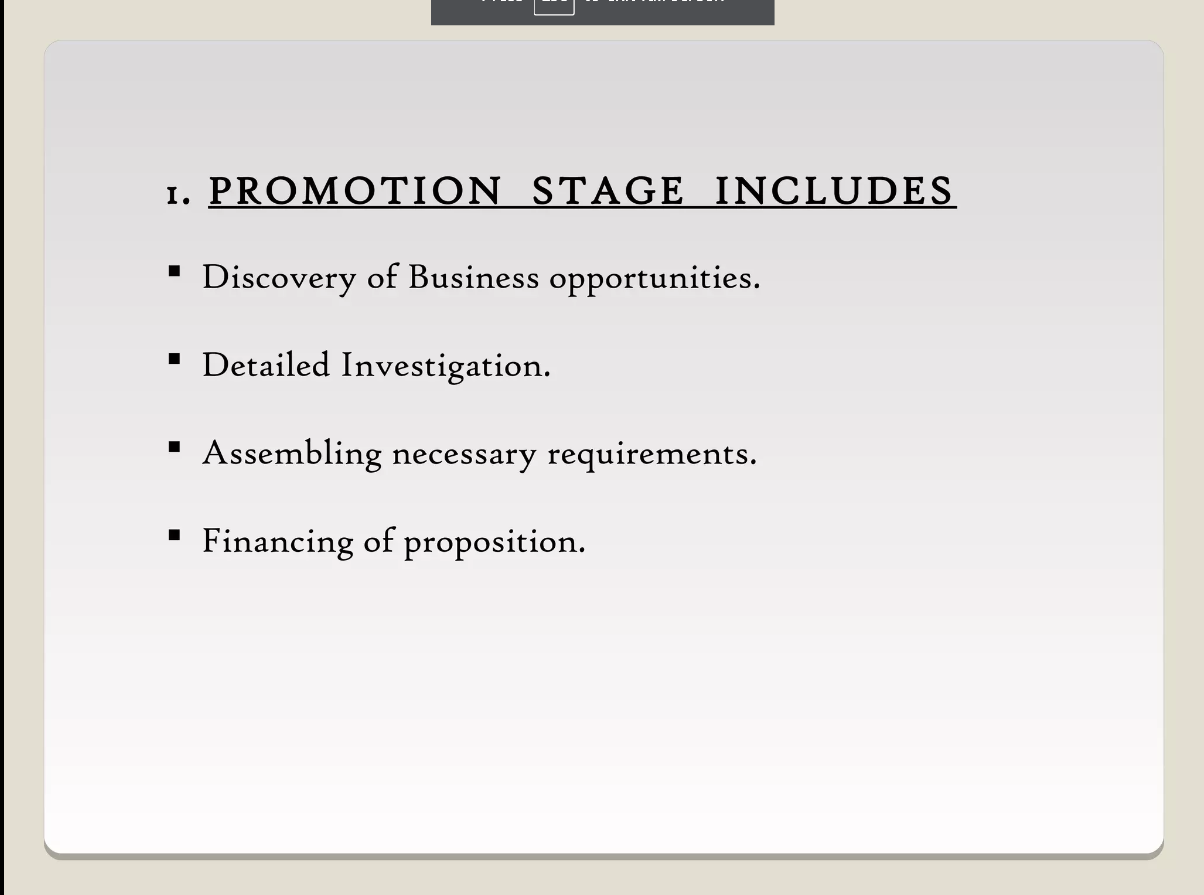 1. PROMOTION STAGE INCLUDES
▪ Discovery of Business opportunities.
▪ Detailed Investigation.
▪ Assembling necessary requirements.
▪ Financing of proposition.